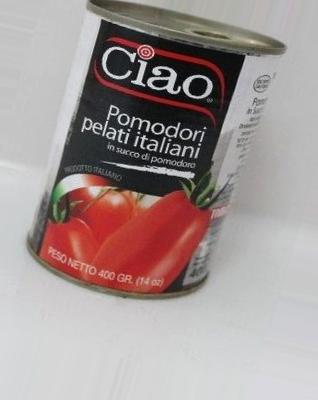 Ciao
Pomodori
pelati italiani
in succo di pomodoro
PRODOTTO ITALIANO
PESO NETTO 400 GR. (14 oz)